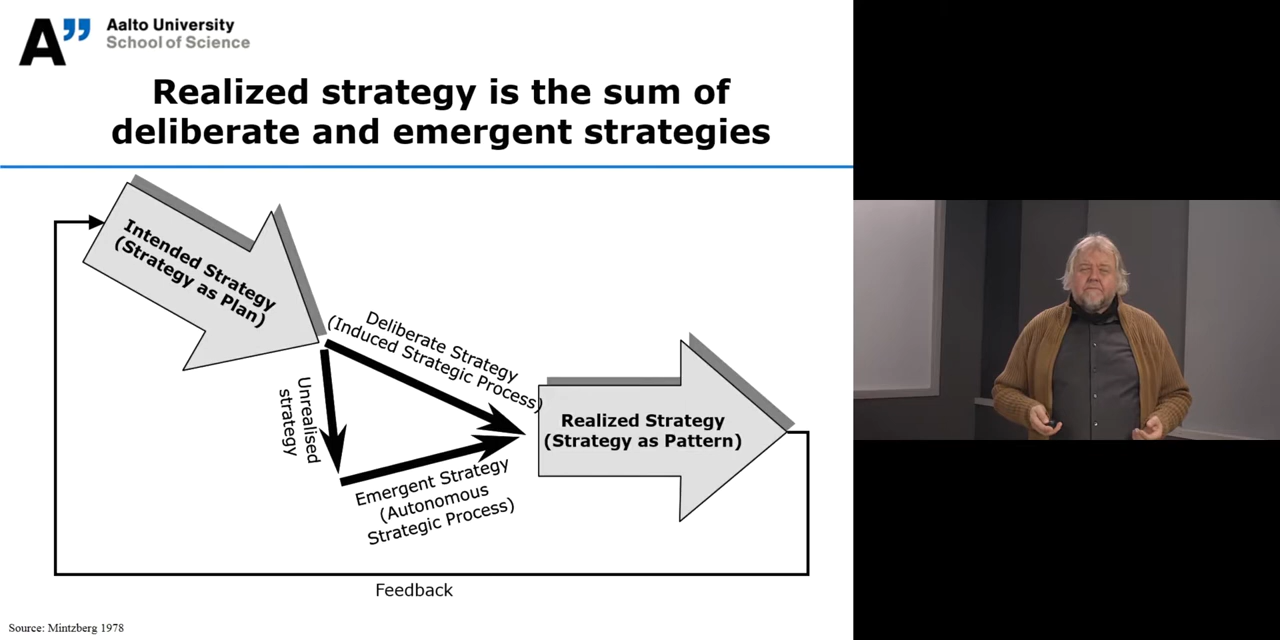 A”
Aalto University
School of Science
Realized strategy is the sum of
deliberate and emergent strategies
Intended Strategy
(Strategy as Plan)
Deliberate Strategy
(Induced Strategic Process)
Unrealised
strategy
Emergent Strategy
(Autonomous
Strategic Process)
Realized Strategy
(Strategy as Pattern)
Feedback
Source: Mintzberg 1978